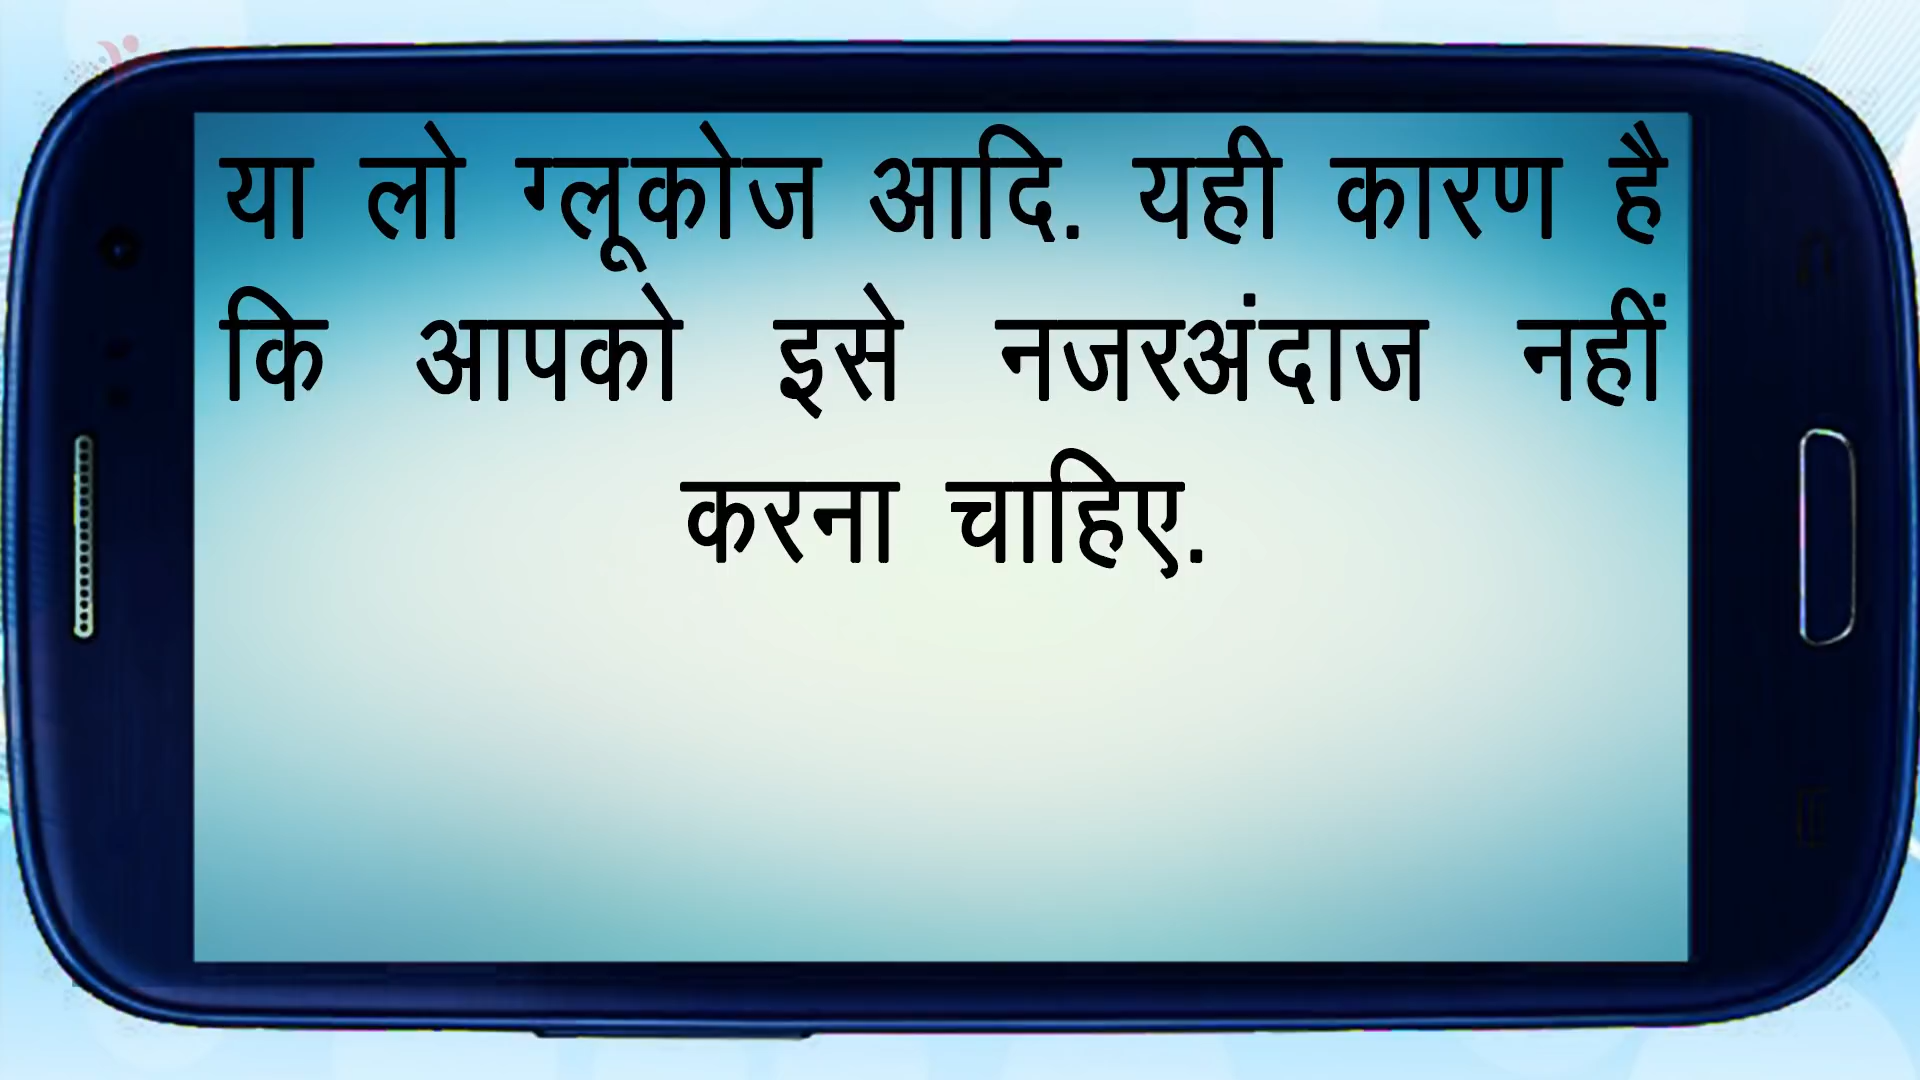 या लो ग्लूकोज आदि. यही कारण है
कि आपको इसे नजरअंदाज नहीं
करना चाहिए.